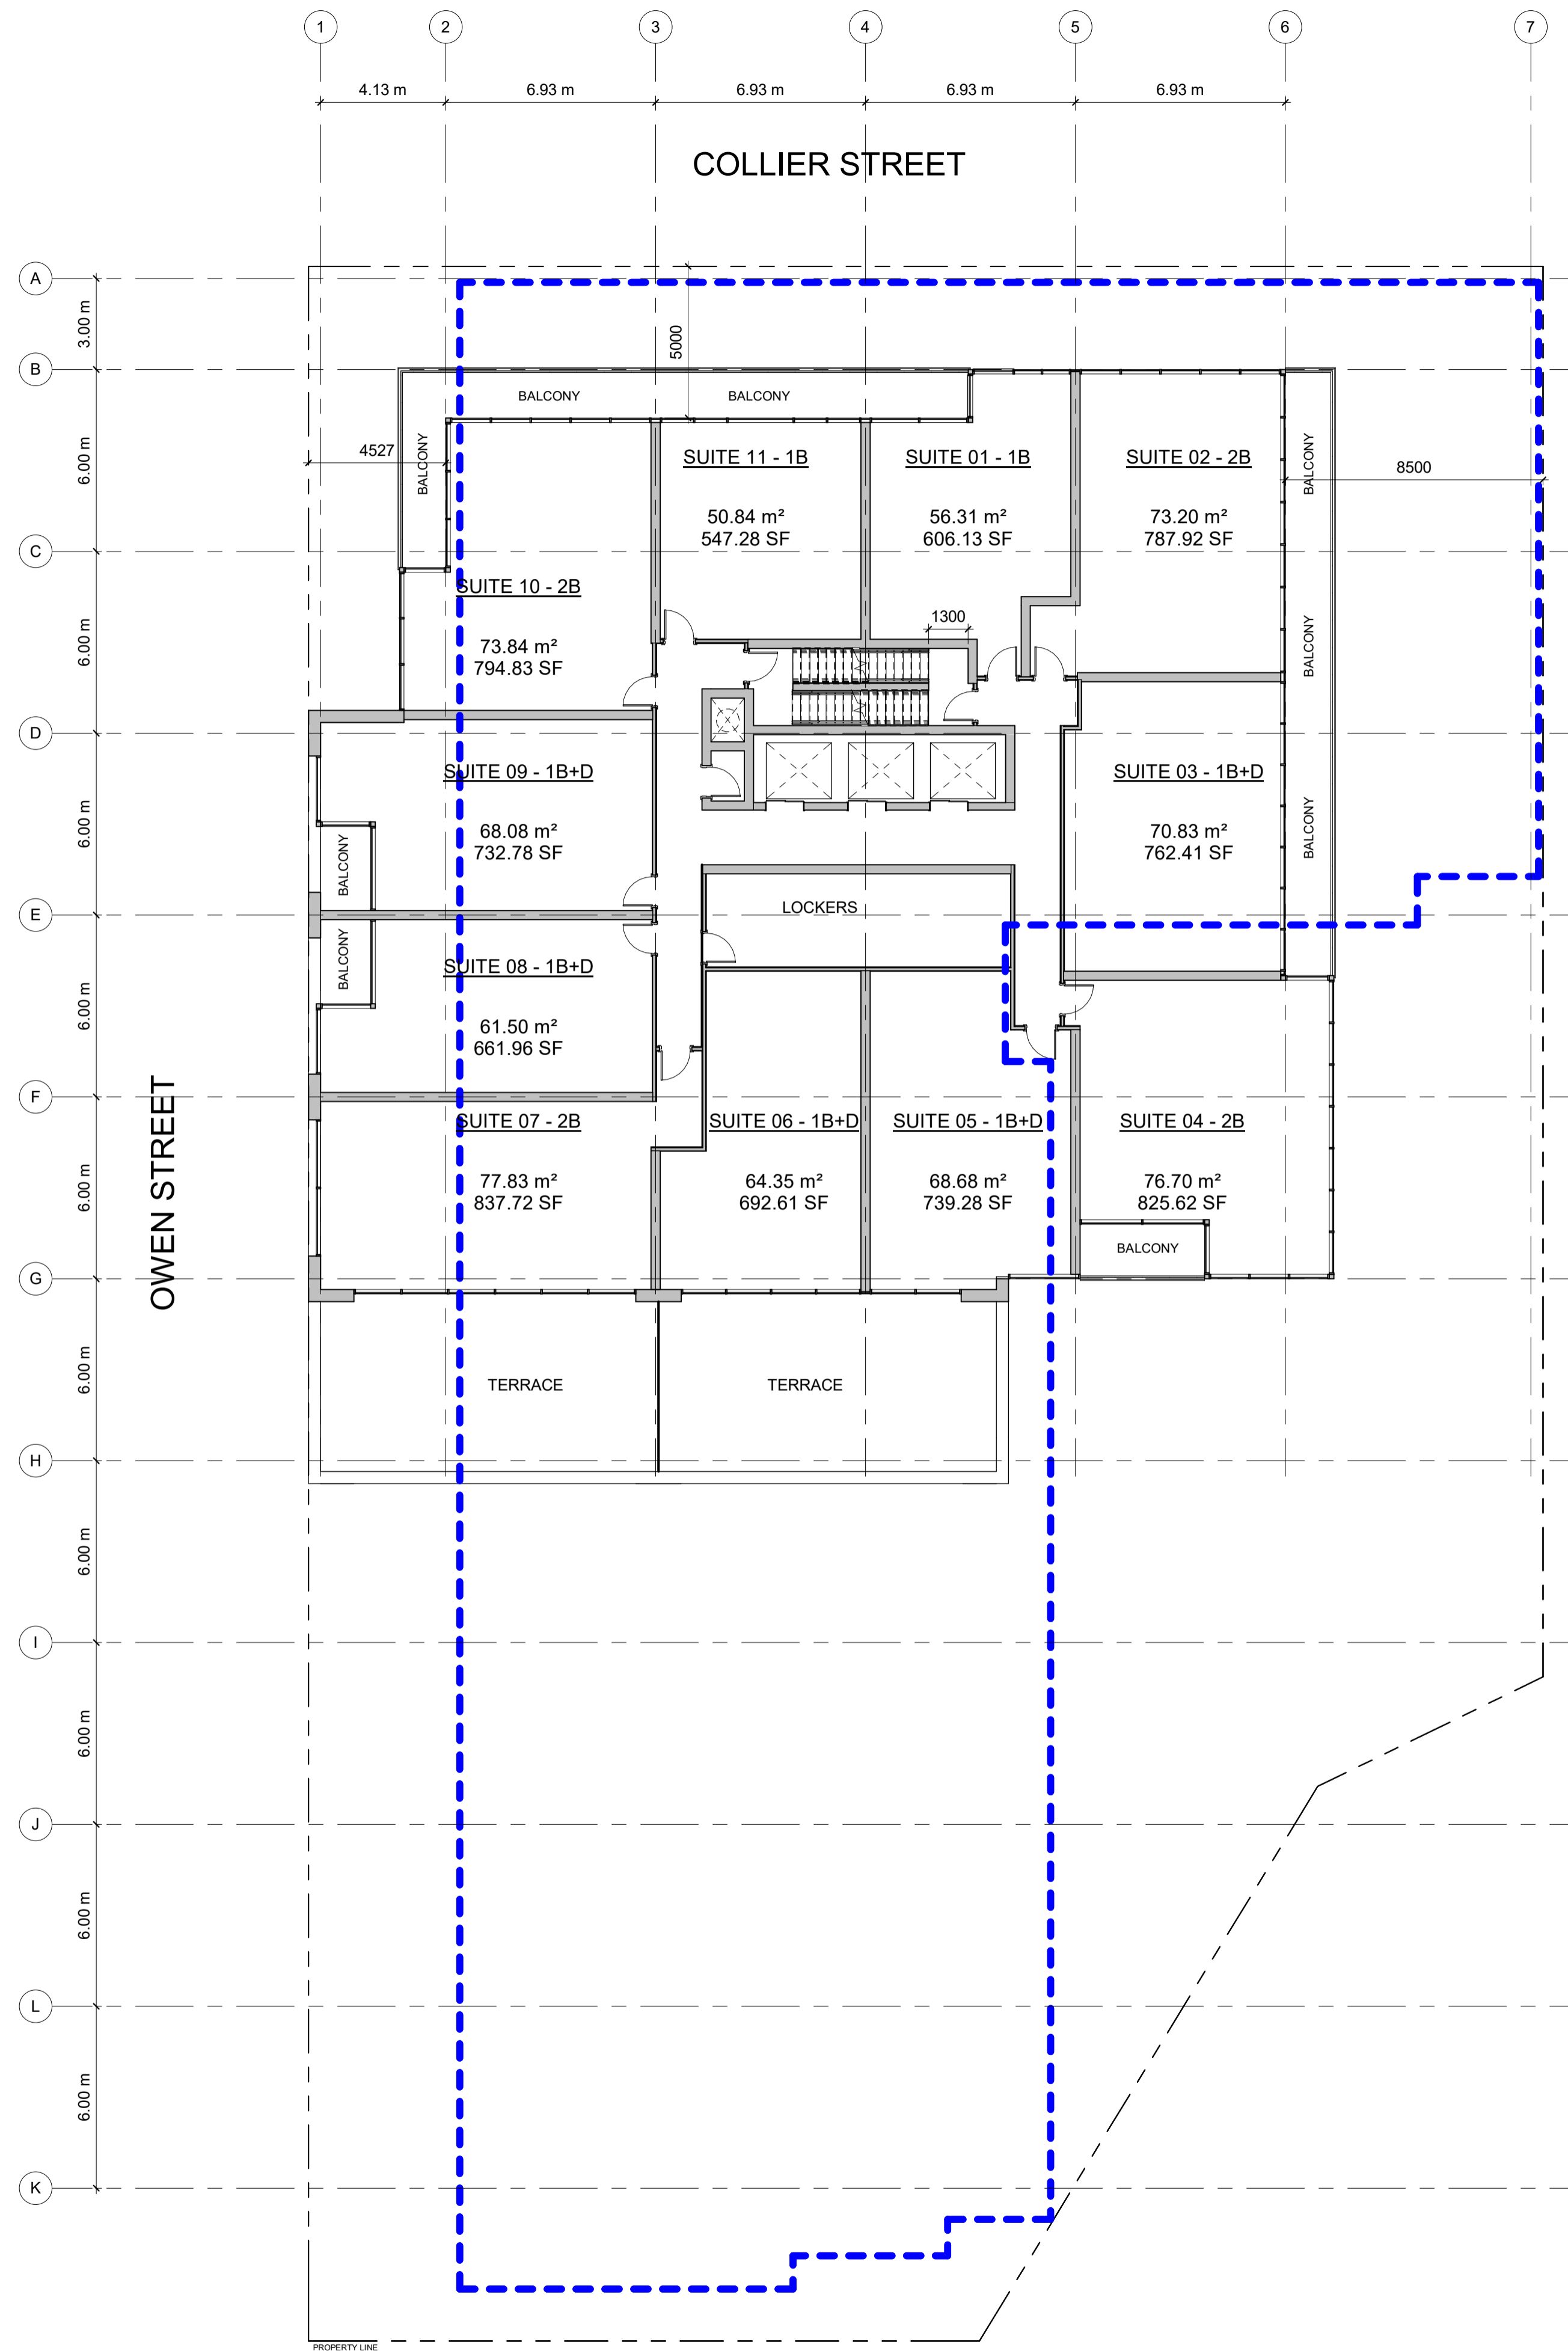 1
2
3
4
5
6
7
4.13 m
6.93 m
6.93 m
6.93 m
6.93 m
COLLIER STREET
A
3.00 m
5000
B
BALCONY
BALCONY
BALCONY
4527
6.00 m
SUITE 11 - 1B
50.84 m²
547.28 SF
SUITE 01 - 1B
56.31 m²
606.13 SF
SUITE 02 - 2B
73.20 m²
787.92 SF
BALCONY
8500
C
SUITE 10 - 2B
73.84 m²
794.83 SF
1300
6.00 m
BALCONY
D
SUITE 09 - 1B+D
68.08 m²
732.78 SF
SUITE 03 - 1B+D
70.83 m²
762.41 SF
BALCONY
6.00 m
BALCONY
LOCKERS
E
BALCONY
SUITE 08 - 1B+D
61.50 m²
661.96 SF
6.00 m
F
OWEN STREET
SUITE 07 - 2B
77.83 m²
837.72 SF
SUITE 06 - 1B+D
64.35 m²
692.61 SF
SUITE 05 - 1B+D
68.68 m²
739.28 SF
SUITE 04 - 2B
76.70 m²
825.62 SF
6.00 m
BALCONY
G
6.00 m
TERRACE
TERRACE
H
6.00 m
I
6.00 m
J
6.00 m
L
6.00 m
K
PROPERTY LINE